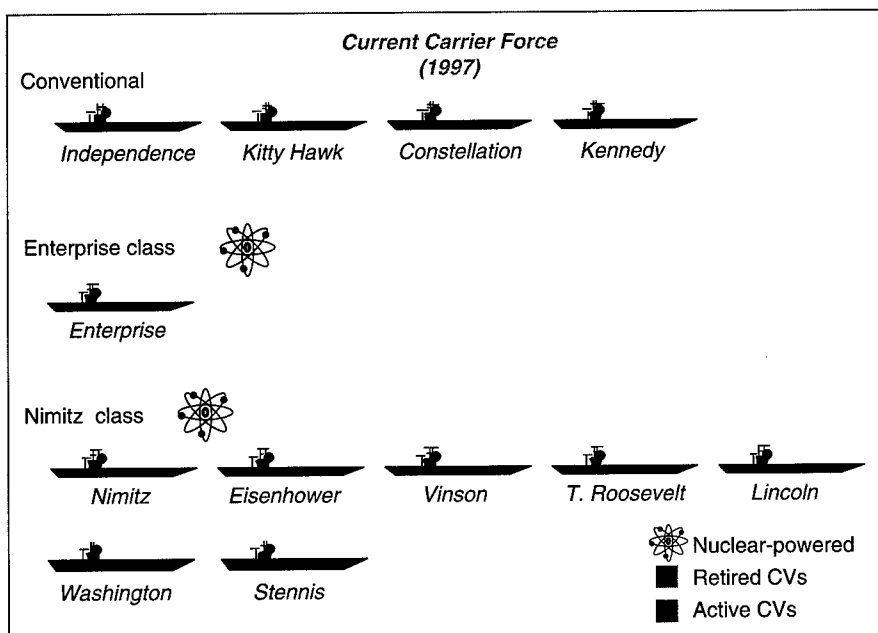 Current Carrier Force
(1997)
Conventional
Independence Kitty Hawk Constellation Kennedy
Enterprise class
Enterprise
Nimitz class
Nimitz Eisenhower Vinson T. Roosevelt Lincoln
Washington Stennis
Nuclear-powered
Retired CVs
Active CVs